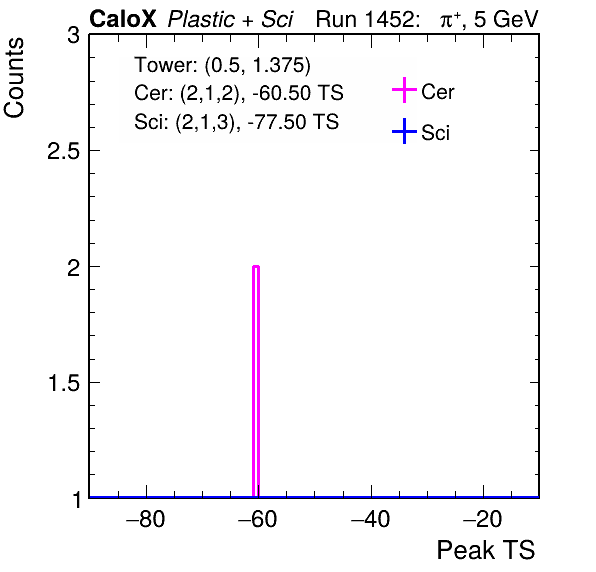 CaloX Plastic + Sci Run 1452: π⁺, 5 GeV
Counts
3
2.5
2
1.5
1
Tower: (0.5, 1.375)
Cer: (2,1,2), -60.50 TS
Sci: (2,1,3), -77.50 TS
Cer
Sci
−80 −60 −40 −20
Peak TS